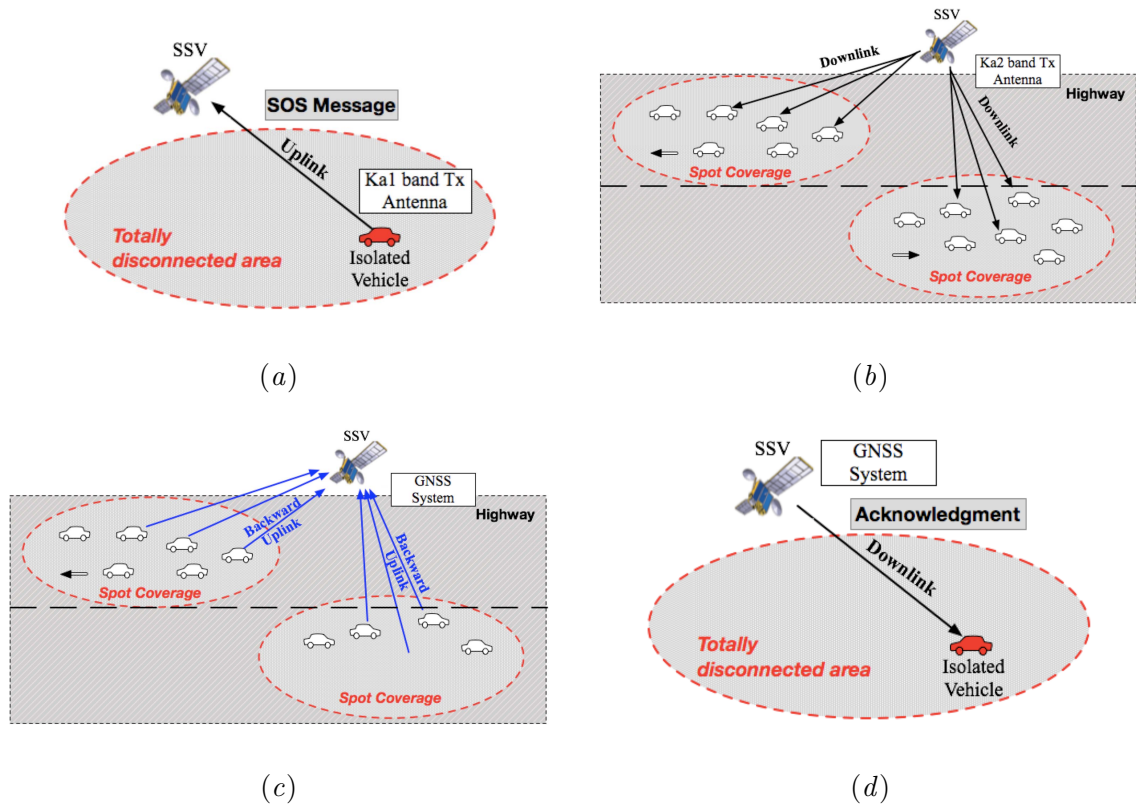 SSV
SOS Message
Uplink
Ka1 band Tx
Antenna
Totally
disconnected area
Isolated
Vehicle
(a)
SSV
Downlink
Ka2 band Tx
Antenna
Highway
Downlink
Spot Coverage
Spot Coverage
(b)
SSV
GNSS
System
Highway
Backward
Uplink
Backward
Uplink
Spot Coverage
Spot Coverage
(c)
SSV
GNSS
System
Acknowledgment
Downlink
Totally
disconnected area
Isolated
Vehicle
(d)